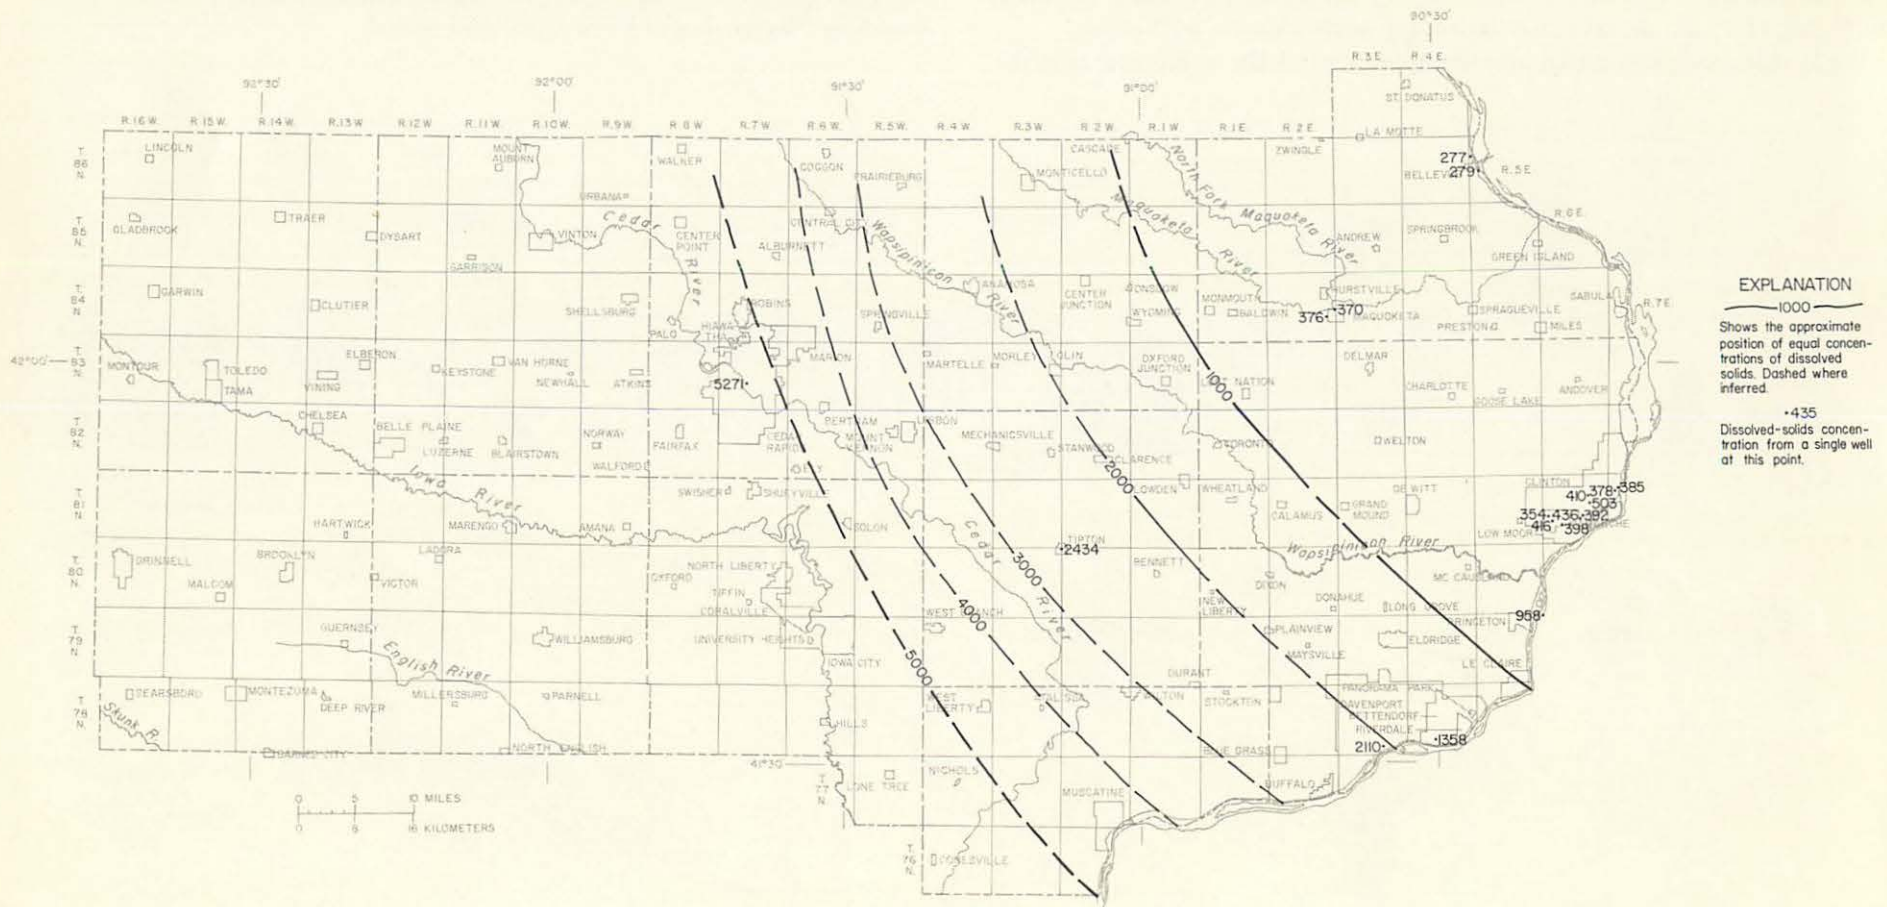 90°30'
R.3E. R.4E.
92°30'
92°00'
91°30'
91°00'
ST. DONATUS
R.16W. R.15W. R.14W. R.13W R.12W R.11W. R.10W. R.9W. R.8W R.7W R.6W. R.5W. R.4W R.3W. R.2W. R.1W. R.1E. R.2E.
LA MOTTE
T. 86 N.
LINCOLN
MOUNT AUBURN
WALKER
COGGON
PRAIRIEBURG
MONTICELLO
CASCADE
North Fork Maquoketa River
ZWINGLE
277
279
BELLEVUE
R.5E
R.6E.
URBANA
T. 85 N.
GLADBROOK
TRAER
DYSART
VINTON
Cedar River
CENTER POINT
ALBURNETT
CENTRAL CITY
Wapsipinicon River
Maquoketa River
ANDREW
SPRINGBROOK
GREEN ISLAND
GARRISON
T. 84 N.
GARWIN
CLUTIER
SHELLSBURG
PALO
ROBINS
HIAWATHA
SPRINGVILLE
ANAMOSA
CENTER JUNCTION
ONSLOW
WYOMING
MONMOUTH
BALDWIN
HURSTVILLE
376
370
MAQUOKETA
PRESTON
SPRAGUEVILLE
MILES
SABULA
R.7E.
42°00'
T. 83 N.
MONTOUR
TOLEDO
TAMA
VINING
ELBERON
KEYSTONE
VAN HORNE
NEWHALL
ATKINS
5271
MARION
MARTELLE
MORLEY
OLIN
OXFORD JUNCTION
LOST NATION
1000
DELMAR
CHARLOTTE
GOOSE LAKE
ANDOVER
T. 82 N.
CHELSEA
BELLE PLAINE
LUZERNE
BLAIRSTOWN
NORWAY
WALFORD
FAIRFAX
CEDAR RAPIDS
BERTRAM
MOUNT VERNON
LISBON
MECHANICSVILLE
STANWOOD
CLARENCE
2000
TORONTO
WELTON
ELY
T. 81 N.
Iowa River
HARTWICK
MARENGO
AMANA
SWISHER
SHUEYVILLE
SOLON
Cedar River
LOWDEN
WHEATLAND
CALAMUS
GRAND MOUND
DE WITT
CLINTON
410 378 385
503
354 436 392
416 398
LOW MOOR
Wapsipinicon River
T. 80 N.
GRINNELL
MALCOM
BROOKLYN
VICTOR
LADORA
OXFORD
NORTH LIBERTY
TIFFIN
CORALVILLE
TIPTON
2434
3000
BENNETT
NEW LIBERTY
DIXON
DONAHUE
LONG GROVE
MC CAUSLAND
958
PRINCETON
T. 79 N.
GUERNSEY
English River
WILLIAMSBURG
UNIVERSITY HEIGHTS
IOWA CITY
WEST BRANCH
4000
5000
PLAINVIEW
MAYSVILLE
ELDRIDGE
LE CLAIRE
DURANT
T. 78 N.
SEARSBORO
Skunk R.
MONTEZUMA
DEEP RIVER
MILLERSBURG
PARNELL
HILLS
WEST LIBERTY
WILTON
STOCKTON
PANORAMA PARK
DAVENPORT
BETTENDORF
RIVERDALE
2110
1358
BARNES CITY
NORTH ENGLISH
BLUE GRASS
BUFFALO
41°30'
T. 77 N.
LONE TREE
NICHOLS
MUSCATINE
T. 76 N.
CONESVILLE
0 5 10 MILES
0 8 16 KILOMETERS
EXPLANATION
1000
Shows the approximate
position of equal concen-
trations of dissolved
solids. Dashed where
inferred.
•435
Dissolved-solids concen-
tration from a single well
at this point.